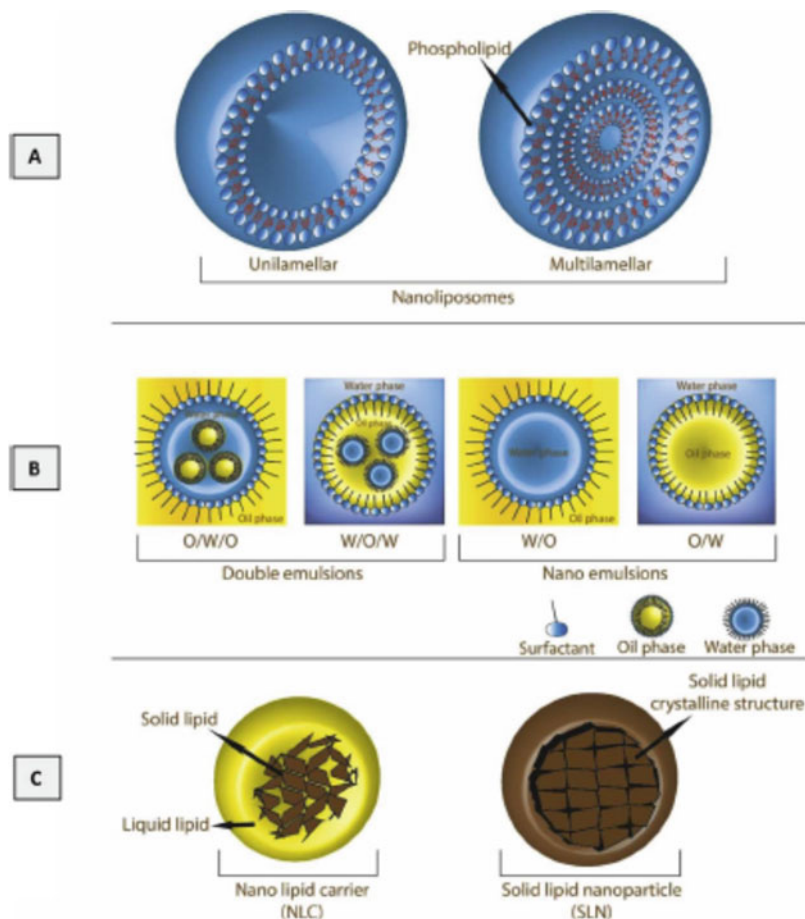 A
Phospholipid
Unilamellar
Multilamellar
Nanoliposomes
B
Water phase
Oil phase
O/W/O
Water phase
Oil phase
W/O/W
Water phase
Oil phase
W/O
Water phase
Oil phase
O/W
Double emulsions
Nano emulsions
Surfactant
Oil phase
Water phase
C
Solid lipid
Liquid lipid
Nano lipid carrier
(NLC)
Solid lipid
crystalline structure
Solid lipid nanoparticle
(SLN)